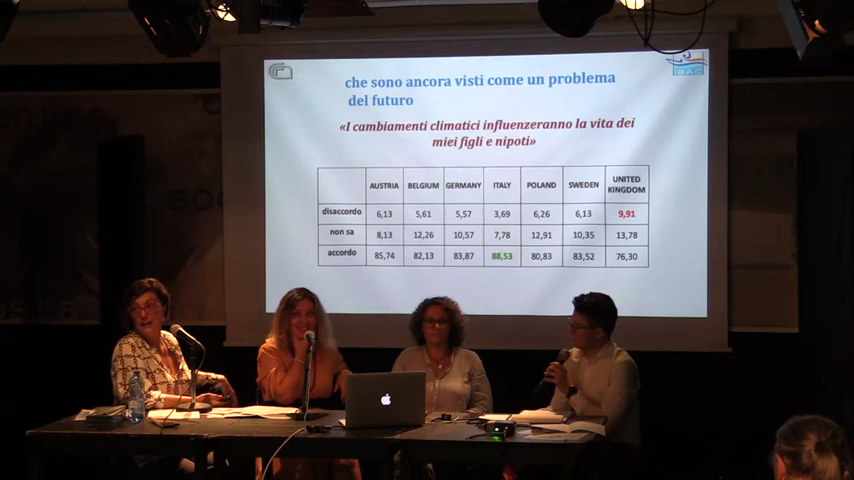 che sono ancora visti come un problema
del futuro
«I cambiamenti climatici influenzeranno la vita dei
miei figli e nipoti»
AUSTRIA BELGIUM GERMANY ITALY POLAND SWEDEN UNITED KINGDOM
disaccordo 6,13 5,61 5,57 3,69 6,26 6,13 9,91
non sa 8,13 12,26 10,57 7,78 12,91 10,35 13,78
accordo 85,74 82,13 83,87 88,53 80,83 83,52 76,30
IBAC